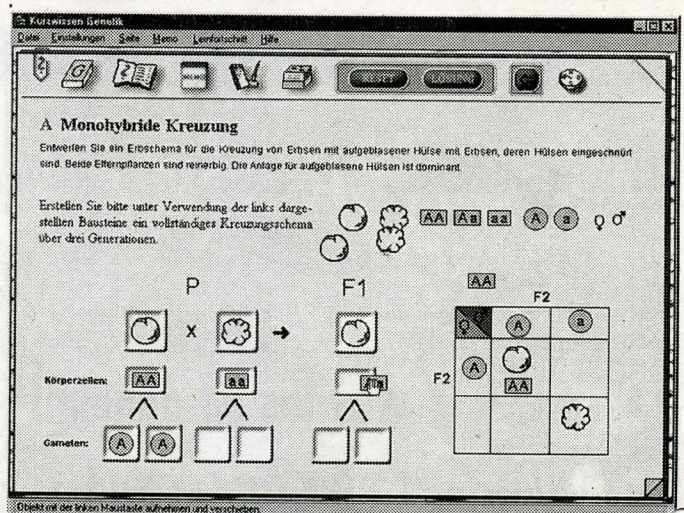 Kurzwissen Genetik
Datei Einstellungen Seite Memo Lernfortschritt Hilfe
G MEMO
A Monohybride Kreuzung
Entwerfen Sie ein Erbschema für die Kreuzung von Erbsen mit aufgeblasener Hülse mit Erbsen, deren Hülsen eingeschnürt
sind. Beide Elternpflanzen sind reinerbig. Die Anlage für aufgeblasene Hülsen ist dominant.
Erstellen Sie bitte unter Verwendung der links darge-
stellten Bausteine ein vollständiges Kreuzungsschema
über drei Generationen.
AA Aa aa A a ♀ ♂
AA
P F1 F2
♀ ♂ A a
x
F2 A
AA
Körperzellen: AA aa Aa
Gameten: A A
Objekt mit der linken Maustaste aufnehmen und verschieben.